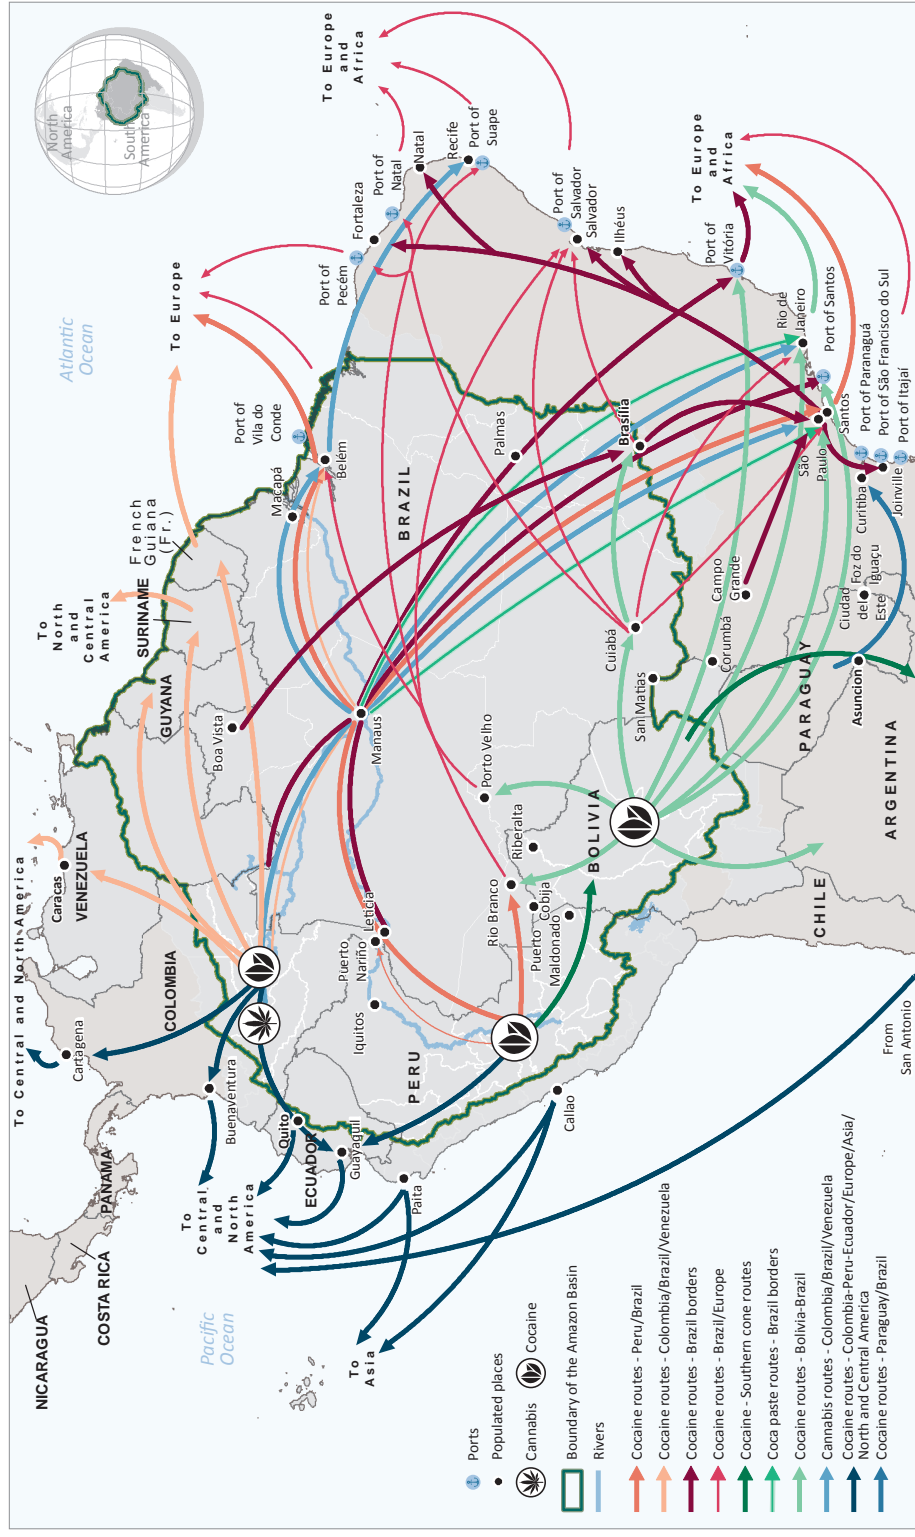 North
America
South
America
Atlantic
Ocean
Pacific
Ocean
To Central and North America
To
North
and
Central
America
To Europe
To Europe
and
Africa
To Europe
and
Africa
To
Central
and
North
America
To
Asia
From
San Antonio
NICARAGUA
COSTA RICA
PANAMA
COLOMBIA
VENEZUELA
GUYANA
SURINAME
French
Guiana
(Fr.)
ECUADOR
PERU
BRAZIL
BOLIVIA
PARAGUAY
CHILE
ARGENTINA
Cartagena
Caracas
Buenaventura
Quito
Guayaquil
Paita
Callao
Iquitos
Puerto
Nariño
Leticia
Boa Vista
Manaus
Macapá
Belém
Port of
Vila do
Conde
Port of
Pecém
Fortaleza
Port of
Natal
Natal
Recife
Port of
Suape
Port of
Salvador
Salvador
Ilhéus
Port of
Vitória
Rio de
Janeiro
Port of Santos
Santos
São
Paulo
Port of Paranaguá
Port of São Francisco do Sul
Port of Itajaí
Joinville
Curitiba
Foz do
Iguaçu
Ciudad
del
Este
Asuncion
Campo
Grande
Corumbá
San Matias
Cuiabá
Brasília
Palmas
Porto Velho
Riberalta
Rio Branco
Cobija
Puerto
Maldonado
Ports
Populated places
Cannabis
Cocaine
Boundary of the Amazon Basin
Rivers
Cocaine routes - Peru/Brazil
Cocaine routes - Colombia/Brazil/Venezuela
Cocaine routes - Brazil borders
Cocaine routes - Brazil/Europe
Cocaine - Southern cone routes
Coca paste routes - Brazil borders
Cocaine routes - Bolivia-Brazil
Cannabis routes - Colombia/Brazil/Venezuela
Cocaine routes - Colombia-Peru-Ecuador/Europe/Asia/
North and Central America
Cocaine routes - Paraguay/Brazil